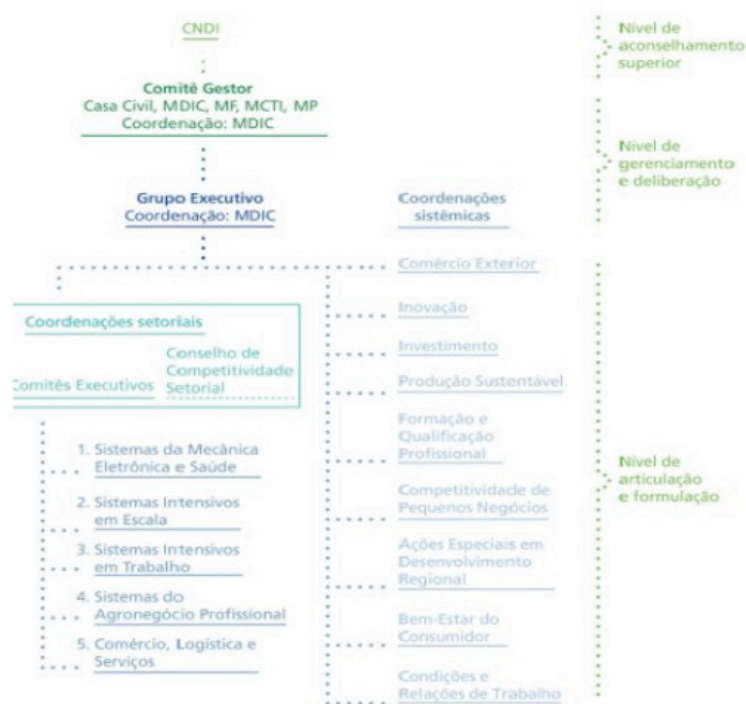 CNDI
Nível de
aconselhamento
superior
Comitê Gestor
Casa Civil, MDIC, MF, MCTI, MP
Coordenação: MDIC
Nível de
gerenciamento
e deliberação
Grupo Executivo
Coordenação: MDIC
Coordenações
sistêmicas
Coordenações setoriais
Comitês Executivos
Conselho de
Competitividade
Setorial
1. Sistemas da Mecânica
Eletrônica e Saúde
2. Sistemas Intensivos
em Escala
3. Sistemas Intensivos
em Trabalho
4. Sistemas do
Agronegócio Profissional
5. Comércio, Logística e
Serviços
Comércio Exterior
Inovação
Investimento
Produção Sustentável
Formação e
Qualificação
Profissional
Competitividade de
Pequenos Negócios
Ações Especiais em
Desenvolvimento
Regional
Bem-Estar do
Consumidor
Condições e
Relações de Trabalho
Nível de
articulação
e formulação